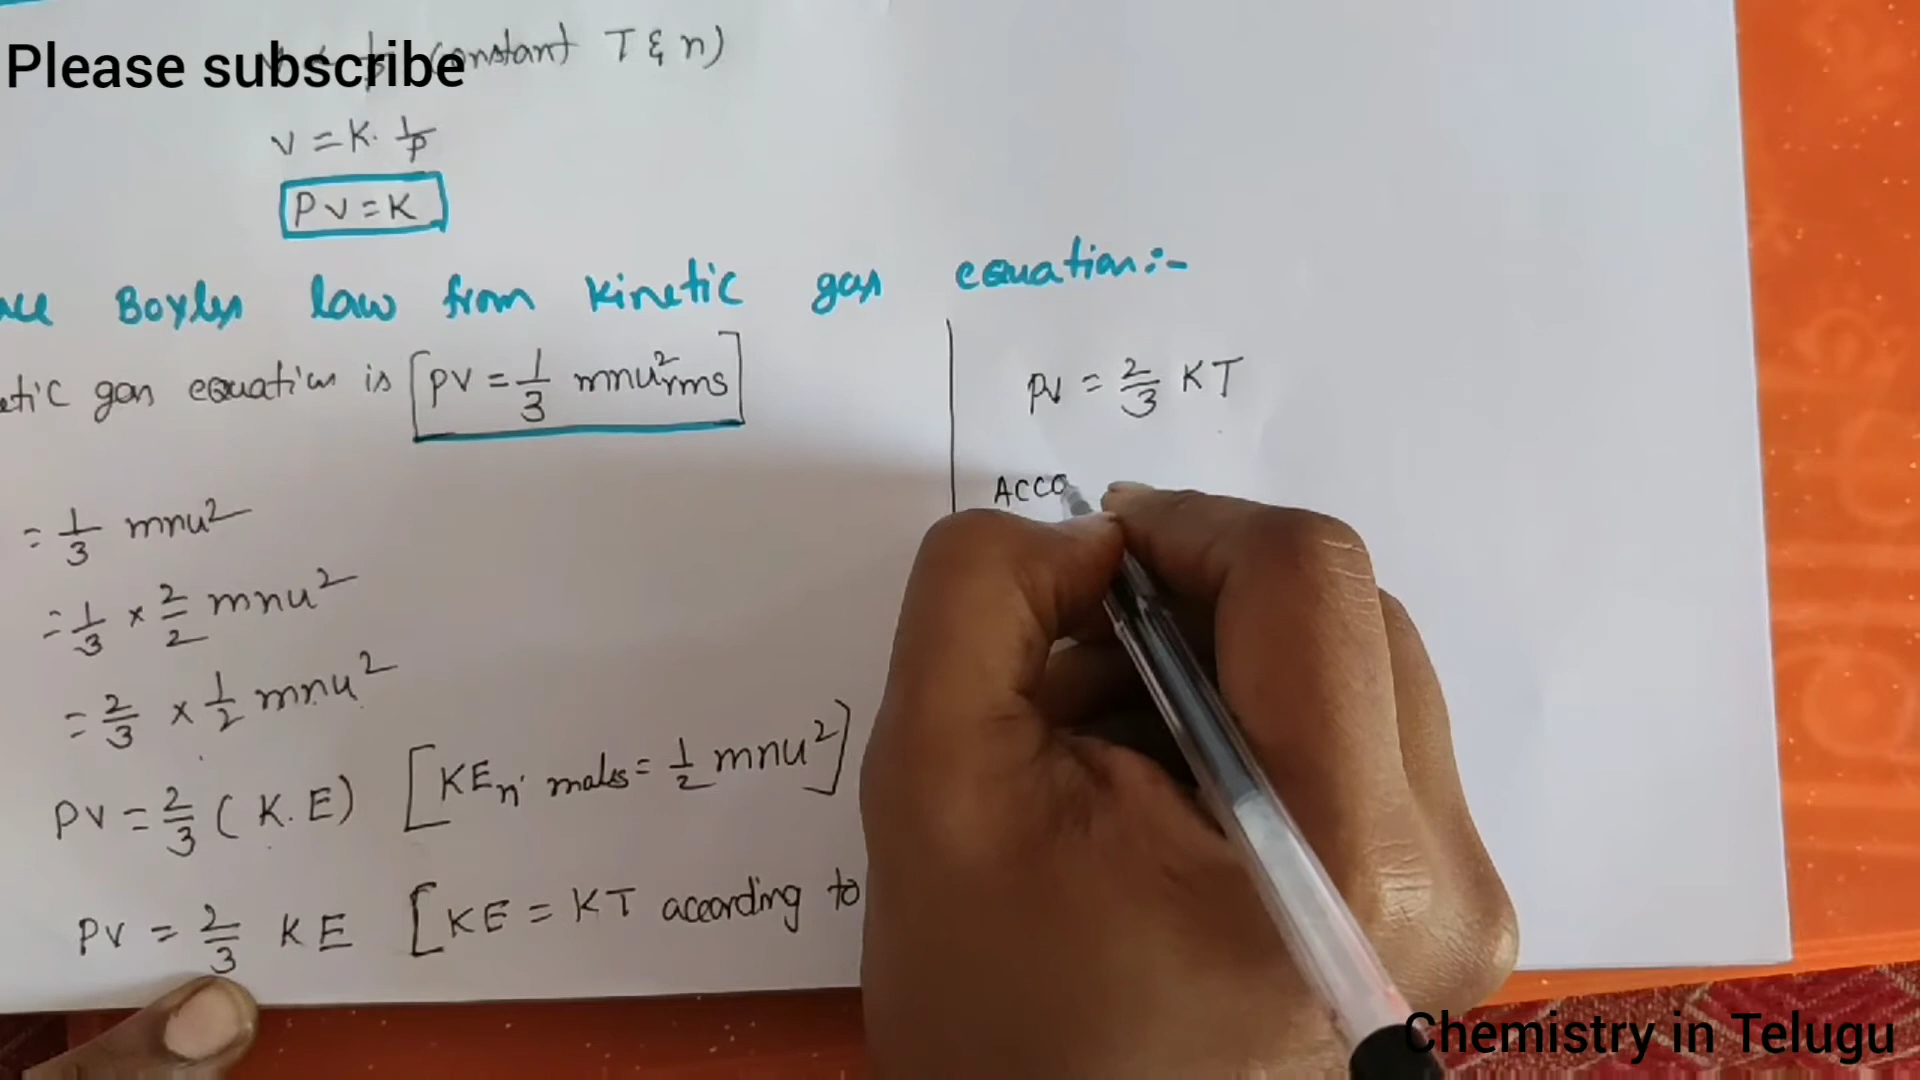 Please subscribe
constant T & n)
V = K. 1/P
PV = K
Boyles law from kinetic gas equation:-
etic gas equation is [PV = 1/3 mnu²rms]
= 1/3 mnu²
= 1/3 × 2/2 mnu²
= 2/3 × 1/2 mnu²
PV = 2/3 (K.E) [KEn' moles = 1/2 mnu²]
PV = 2/3 KE [KE = KT according to
PV = 2/3 KT
ACCO
Chemistry in Telugu